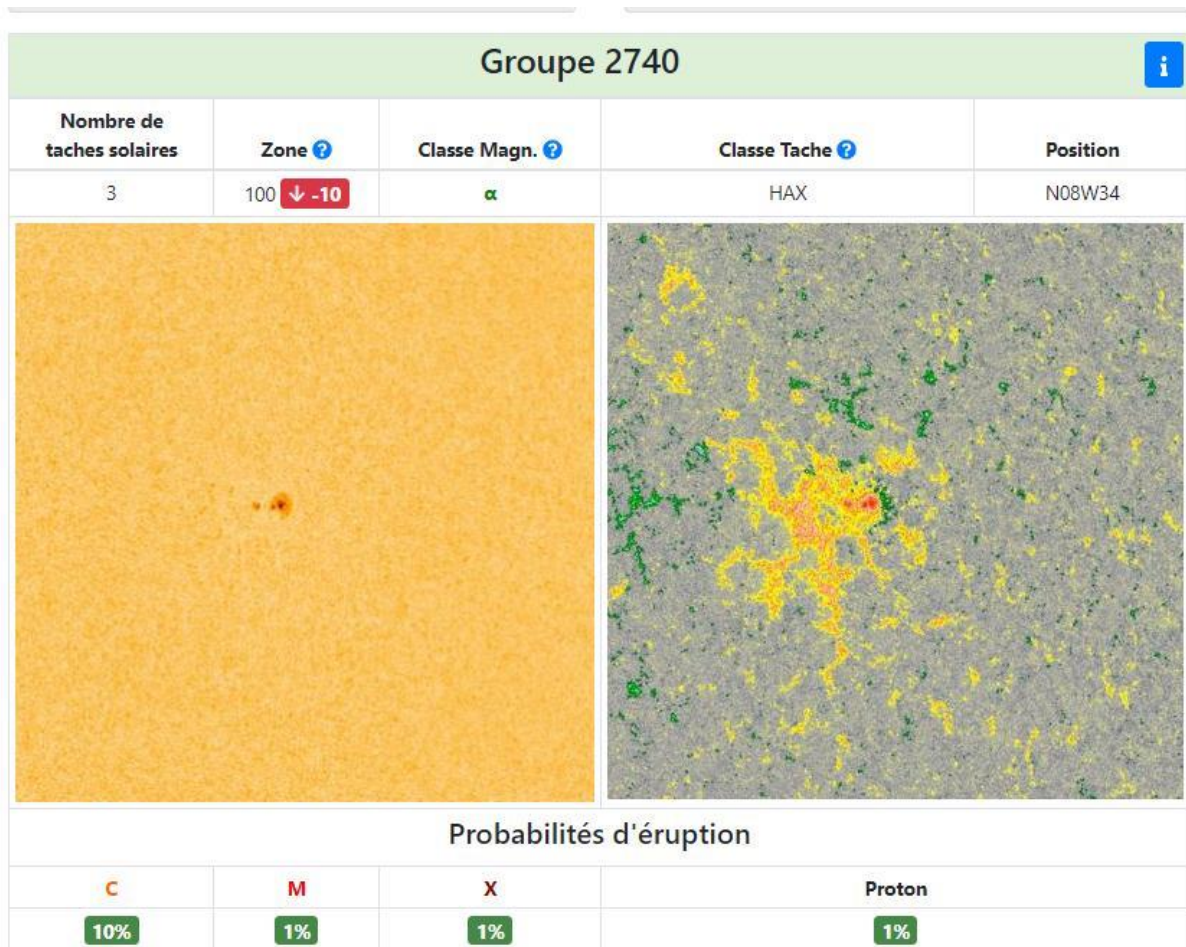 Groupe 2740
i
Nombre de
taches solaires
Zone ?
Classe Magn. ?
Classe Tache ?
Position
3
100 ↓ -10
α
HAX
N08W34
Probabilités d'éruption
C
M
X
Proton
10%
1%
1%
1%